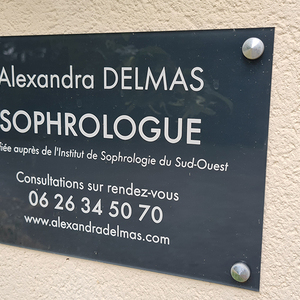 Alexandra DELMAS
SOPHROLOGUE
auprès de l'Institut de Sophrologie du Sud-Ouest
Consultations sur rendez-vous
06 26 34 50 70
www.alexandradelmas.com